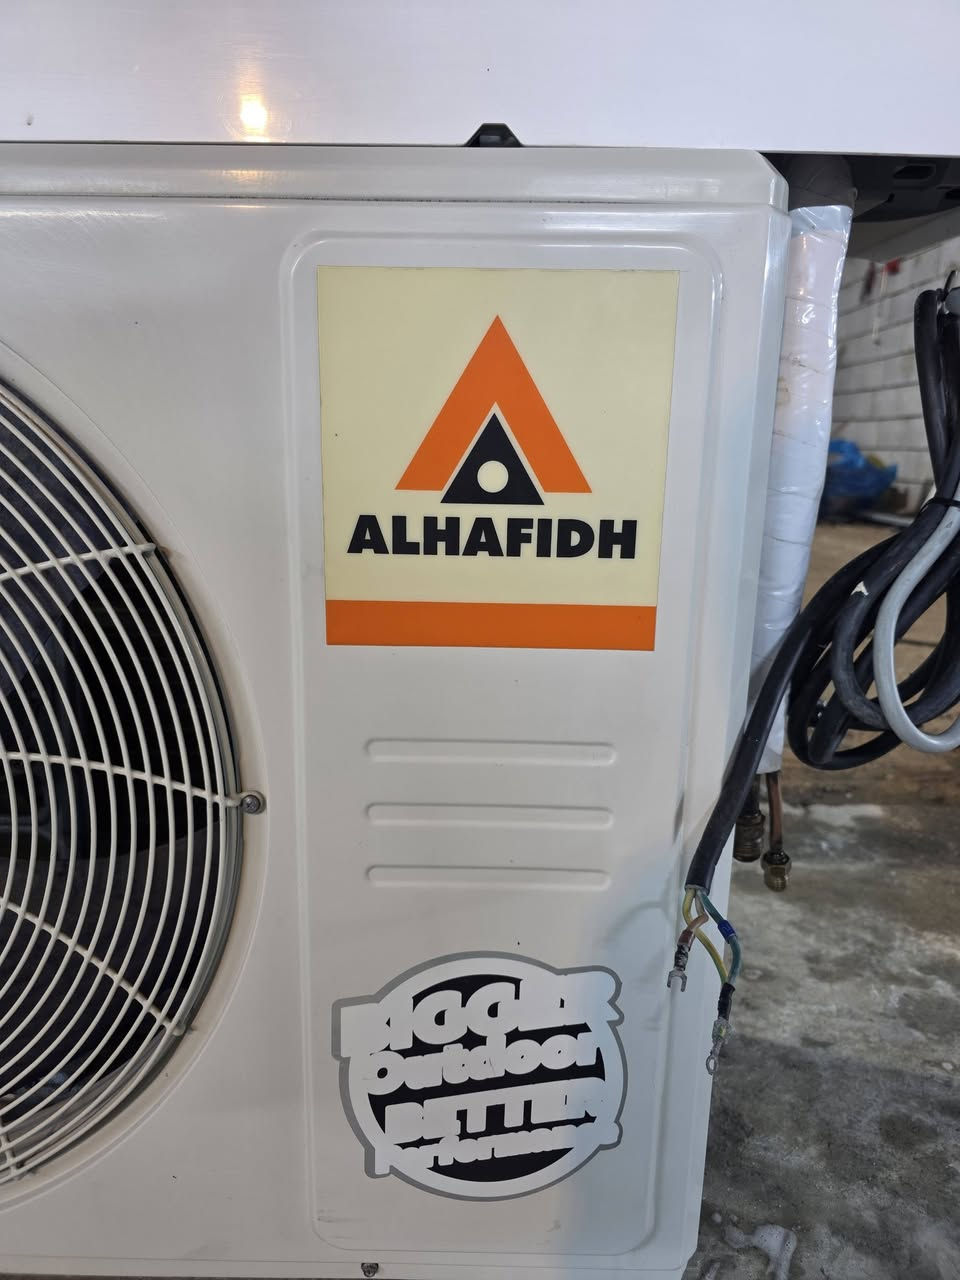 ALHAFIDH
BIGGER
Outdoor
BETTER
Performance